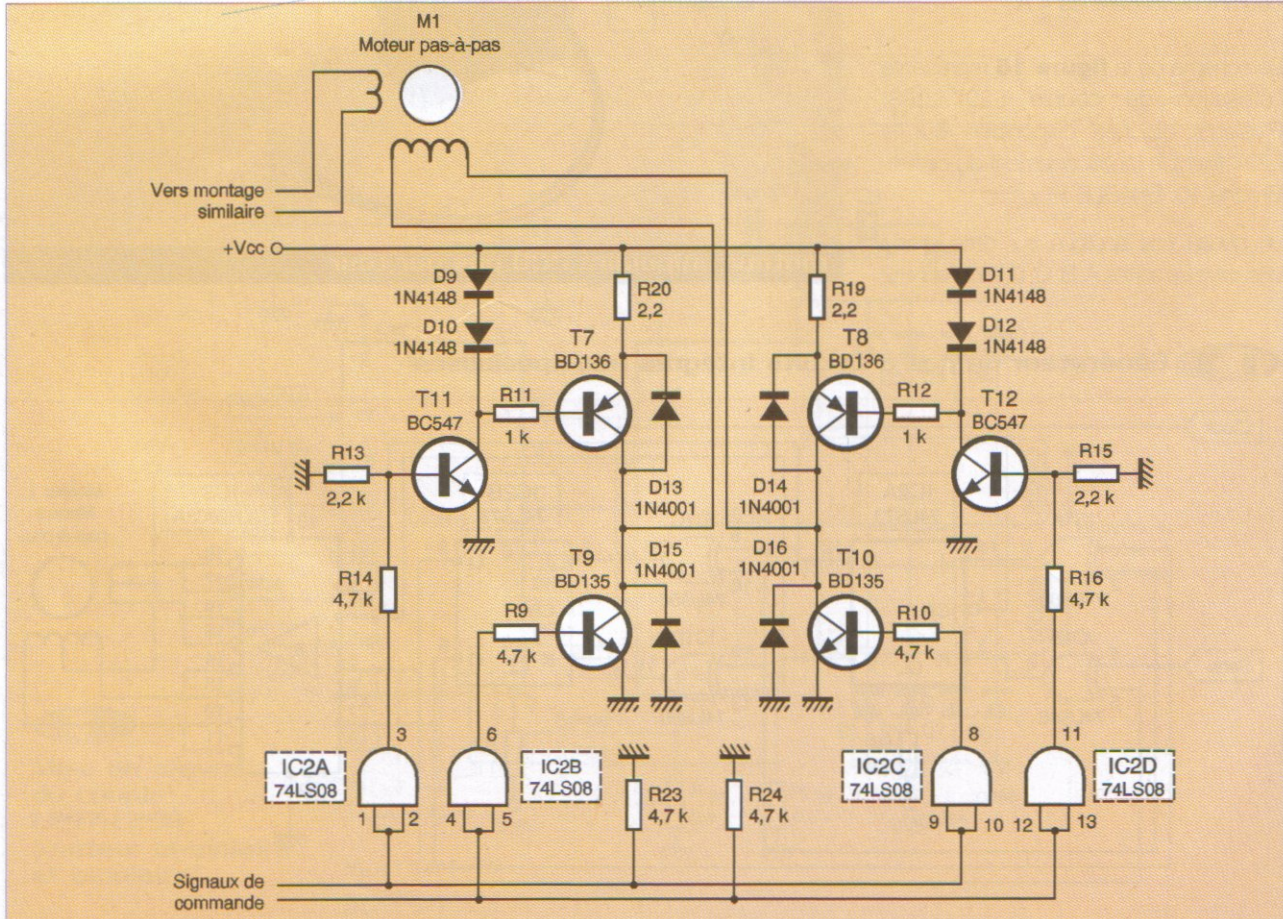 M1
Moteur pas-à-pas
Vers montage
similaire
+Vcc
D9
1N4148
D10
1N4148
R20
2,2
R19
2,2
D11
1N4148
D12
1N4148
T7
BD136
T8
BD136
T11
BC547
R11
1 k
R12
1 k
T12
BC547
R13
2,2 k
R15
2,2 k
D13
1N4001
D14
1N4001
R14
4,7 k
T9
BD135
D15
1N4001
D16
1N4001
T10
BD135
R16
4,7 k
R9
4,7 k
R10
4,7 k
3
6
8
11
IC2A
74LS08
IC2B
74LS08
IC2C
74LS08
IC2D
74LS08
R23
4,7 k
R24
4,7 k
1 2
4 5
9 10
12 13
Signaux de
commande